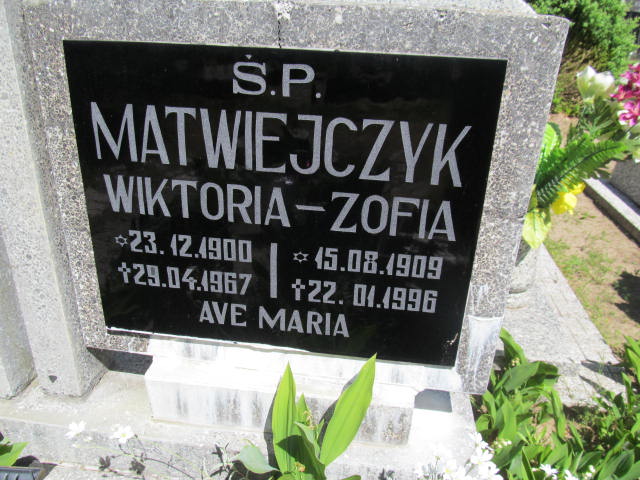 Ś.P.
MATWIEJCZYK
WIKTORIA-ZOFIA
✡23.12.1900 ✡15.08.1909
✝29.04.1967 ✝22.01.1996
AVE MARIA